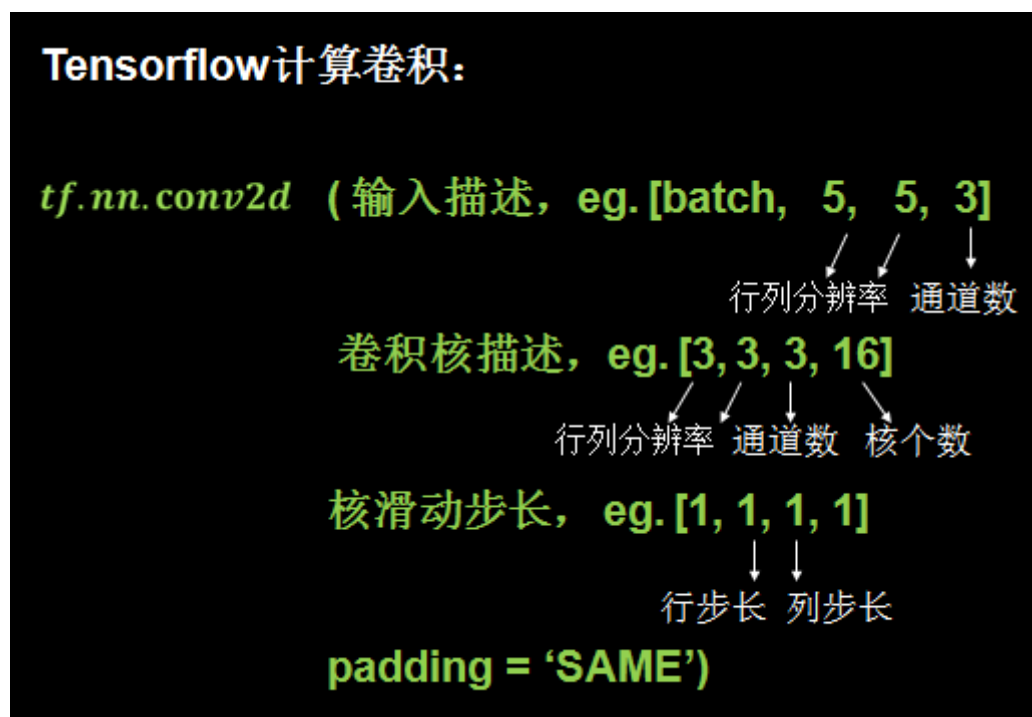 Tensorflow计算卷积：
tf.nn.conv2d (输入描述，eg. [batch, 5, 5, 3]
行列分辨率 通道数
卷积核描述，eg. [3, 3, 3, 16]
行列分辨率 通道数 核个数
核滑动步长，eg. [1, 1, 1, 1]
行步长 列步长
padding = ‘SAME’)